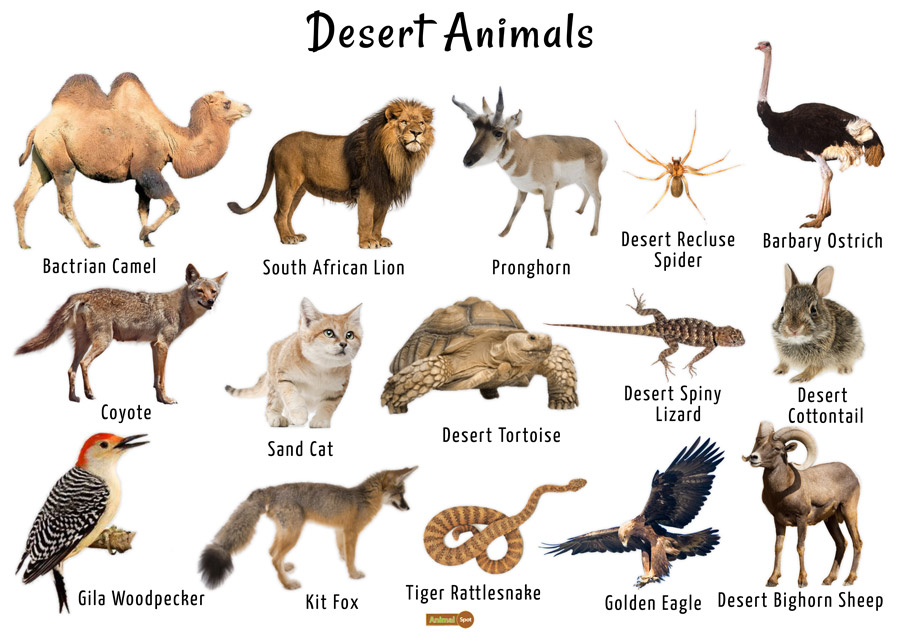 Desert Animals
Bactrian Camel
South African Lion
Pronghorn
Desert Recluse
Spider
Barbary Ostrich
Coyote
Sand Cat
Desert Tortoise
Desert Spiny
Lizard
Desert
Cottontail
Gila Woodpecker
Kit Fox
Tiger Rattlesnake
Golden Eagle
Desert Bighorn Sheep
Animal Spot